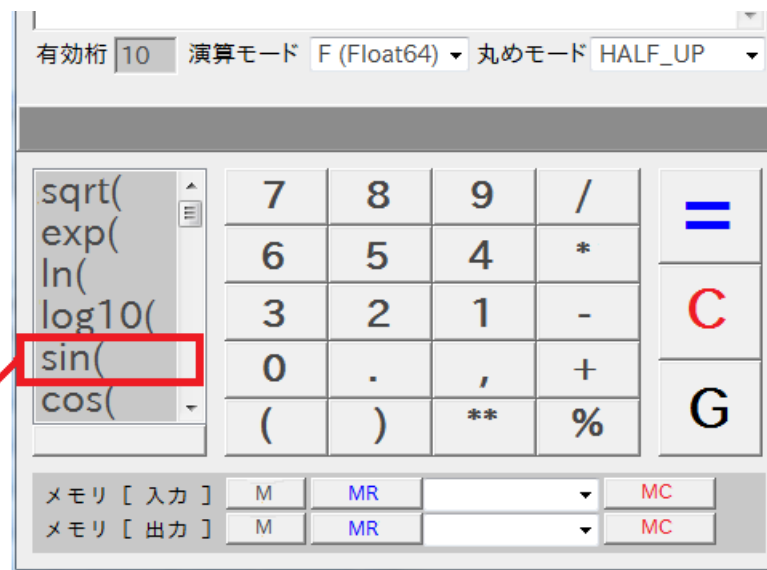 有効桁 10 演算モード F (Float64) 丸めモード HALF_UP
sqrt(
exp(
ln(
log10(
sin(
cos(
7 8 9 /
6 5 4 *
3 2 1 -
0 . , +
( ) ** %
=
C
G
メモリ [ 入力 ] M MR MC
メモリ [ 出力 ] M MR MC